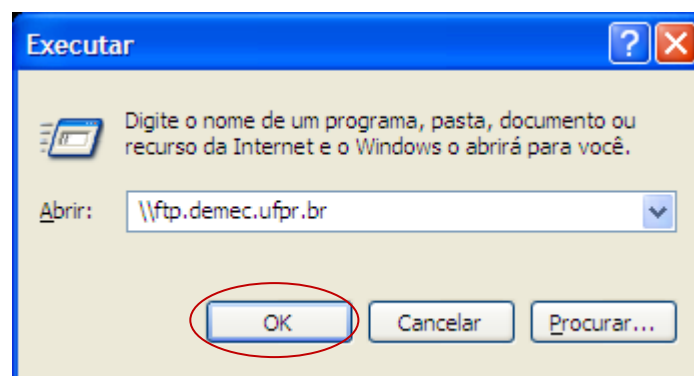 Executar
Digite o nome de um programa, pasta, documento ou
recurso da Internet e o Windows o abrirá para você.
Abrir: \\ftp.demec.ufpr.br
OK Cancelar Procurar...